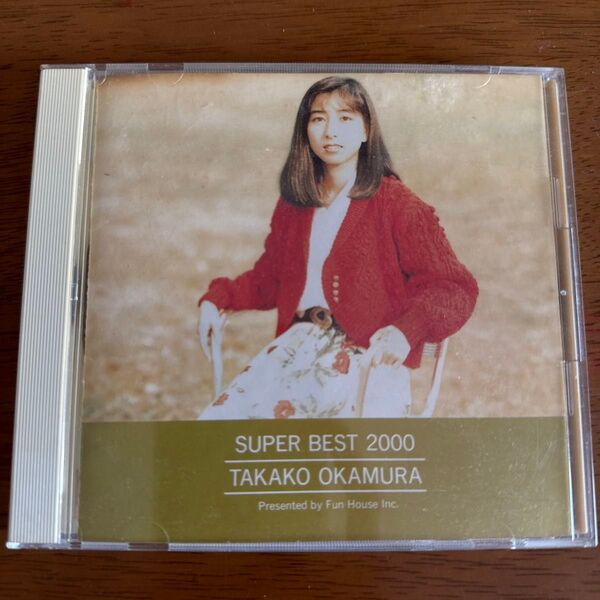 SUPER BEST 2000
TAKAKO OKAMURA
Presented by Fun House Inc.